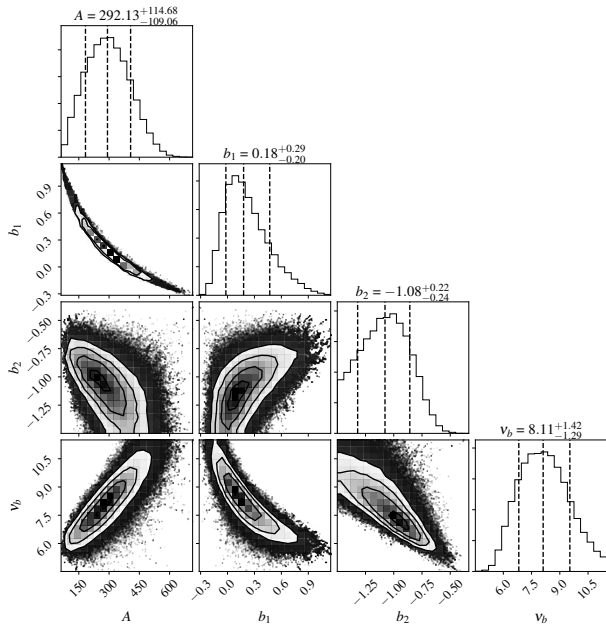 A = 292.13^{+114.68}_{-109.06}
b_1 = 0.18^{+0.29}_{-0.20}
0.9
0.6
0.3
0.0
−0.3
b_1
b_2 = −1.08^{+0.22}_{-0.24}
−0.50
−0.75
−1.00
−1.25
b_2
ν_b = 8.11^{+1.42}_{-1.29}
10.5
9.0
7.5
6.0
ν_b
150 300 450 600
−0.3 0.0 0.3 0.6 0.9
−1.25 −1.00 −0.75 −0.50
6.0 7.5 9.0 10.5
A b_1 b_2 ν_b